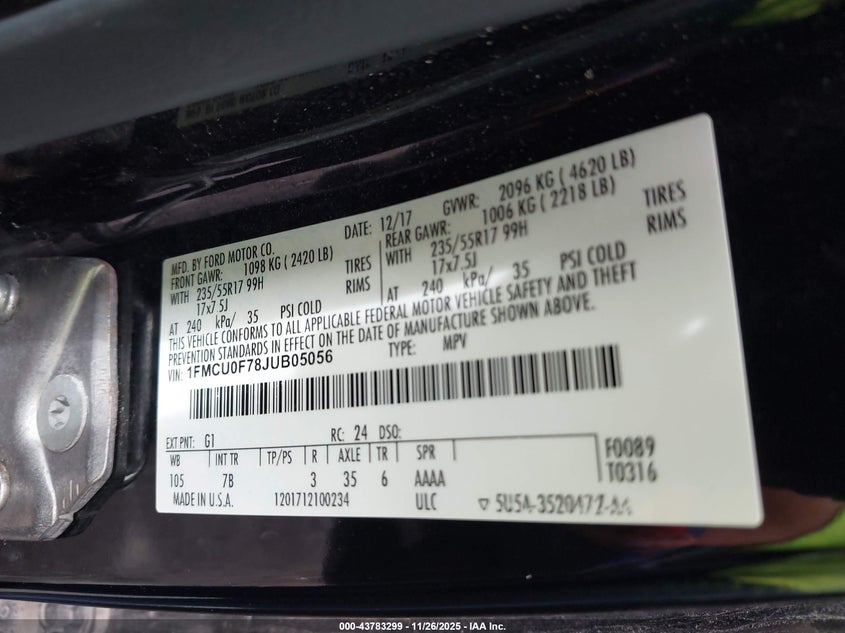 MFD. BY FORD MOTOR CO.
DATE: 12/17 GVWR: 2096 KG ( 4620 LB)
FRONT GAWR: 1098 KG ( 2420 LB) REAR GAWR: 1006 KG ( 2218 LB)
WITH 235/55R17 99H TIRES WITH 235/55R17 99H TIRES
17x7.5J RIMS 17x7.5J RIMS
AT 240 kPa/ 35 PSI COLD AT 240 kPa/ 35 PSI COLD
THIS VEHICLE CONFORMS TO ALL APPLICABLE FEDERAL MOTOR VEHICLE SAFETY AND THEFT
PREVENTION STANDARDS IN EFFECT ON THE DATE OF MANUFACTURE SHOWN ABOVE.
VIN: 1FMCU0F78JUB05056 TYPE: MPV
EXT PNT: G1 RC: 24 DSO:
WB INT TR TP/PS R AXLE TR SPR
105 7B 3 35 6 AAAA
F0089
T0316
MADE IN U.S.A. 1201712100234 ULC
000-43783299 - 11/26/2025 - IAA Inc.